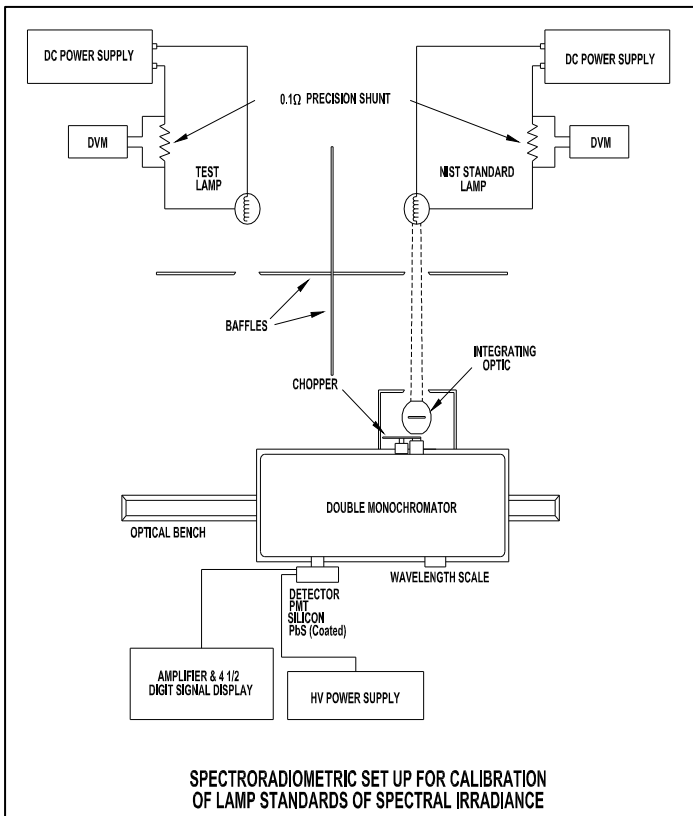 DC POWER SUPPLY
DC POWER SUPPLY
0.1Ω PRECISION SHUNT
DVM
DVM
TEST
LAMP
NIST STANDARD
LAMP
BAFFLES
INTEGRATING
OPTIC
CHOPPER
DOUBLE MONOCHROMATOR
OPTICAL BENCH
WAVELENGTH SCALE
DETECTOR
PMT
SILICON
PbS (Coated)
AMPLIFIER & 4 1/2
DIGIT SIGNAL DISPLAY
HV POWER SUPPLY
SPECTRORADIOMETRIC SET UP FOR CALIBRATION
OF LAMP STANDARDS OF SPECTRAL IRRADIANCE